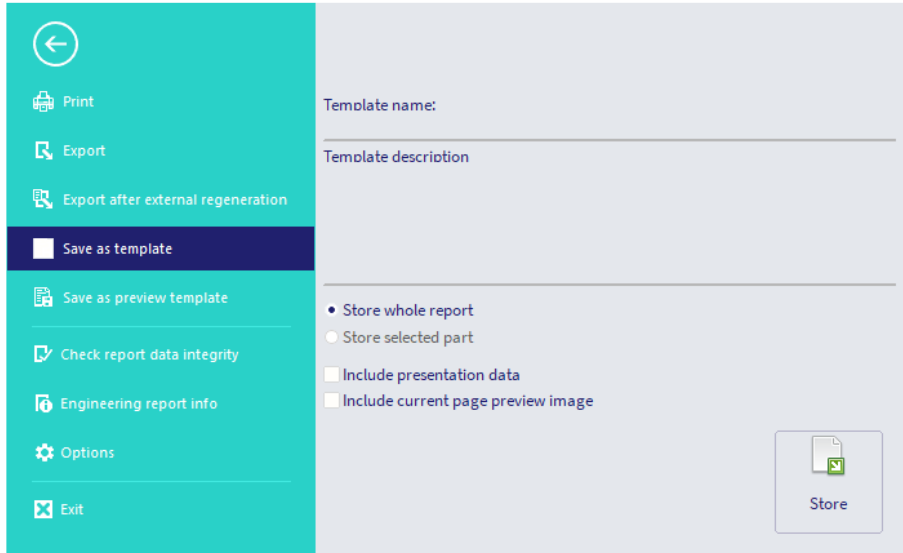 Print
Export
Export after external regeneration
Save as template
Save as preview template
Check report data integrity
Engineering report info
Options
Exit
Template name:
Template description
Store whole report
Store selected part
Include presentation data
Include current page preview image
Store